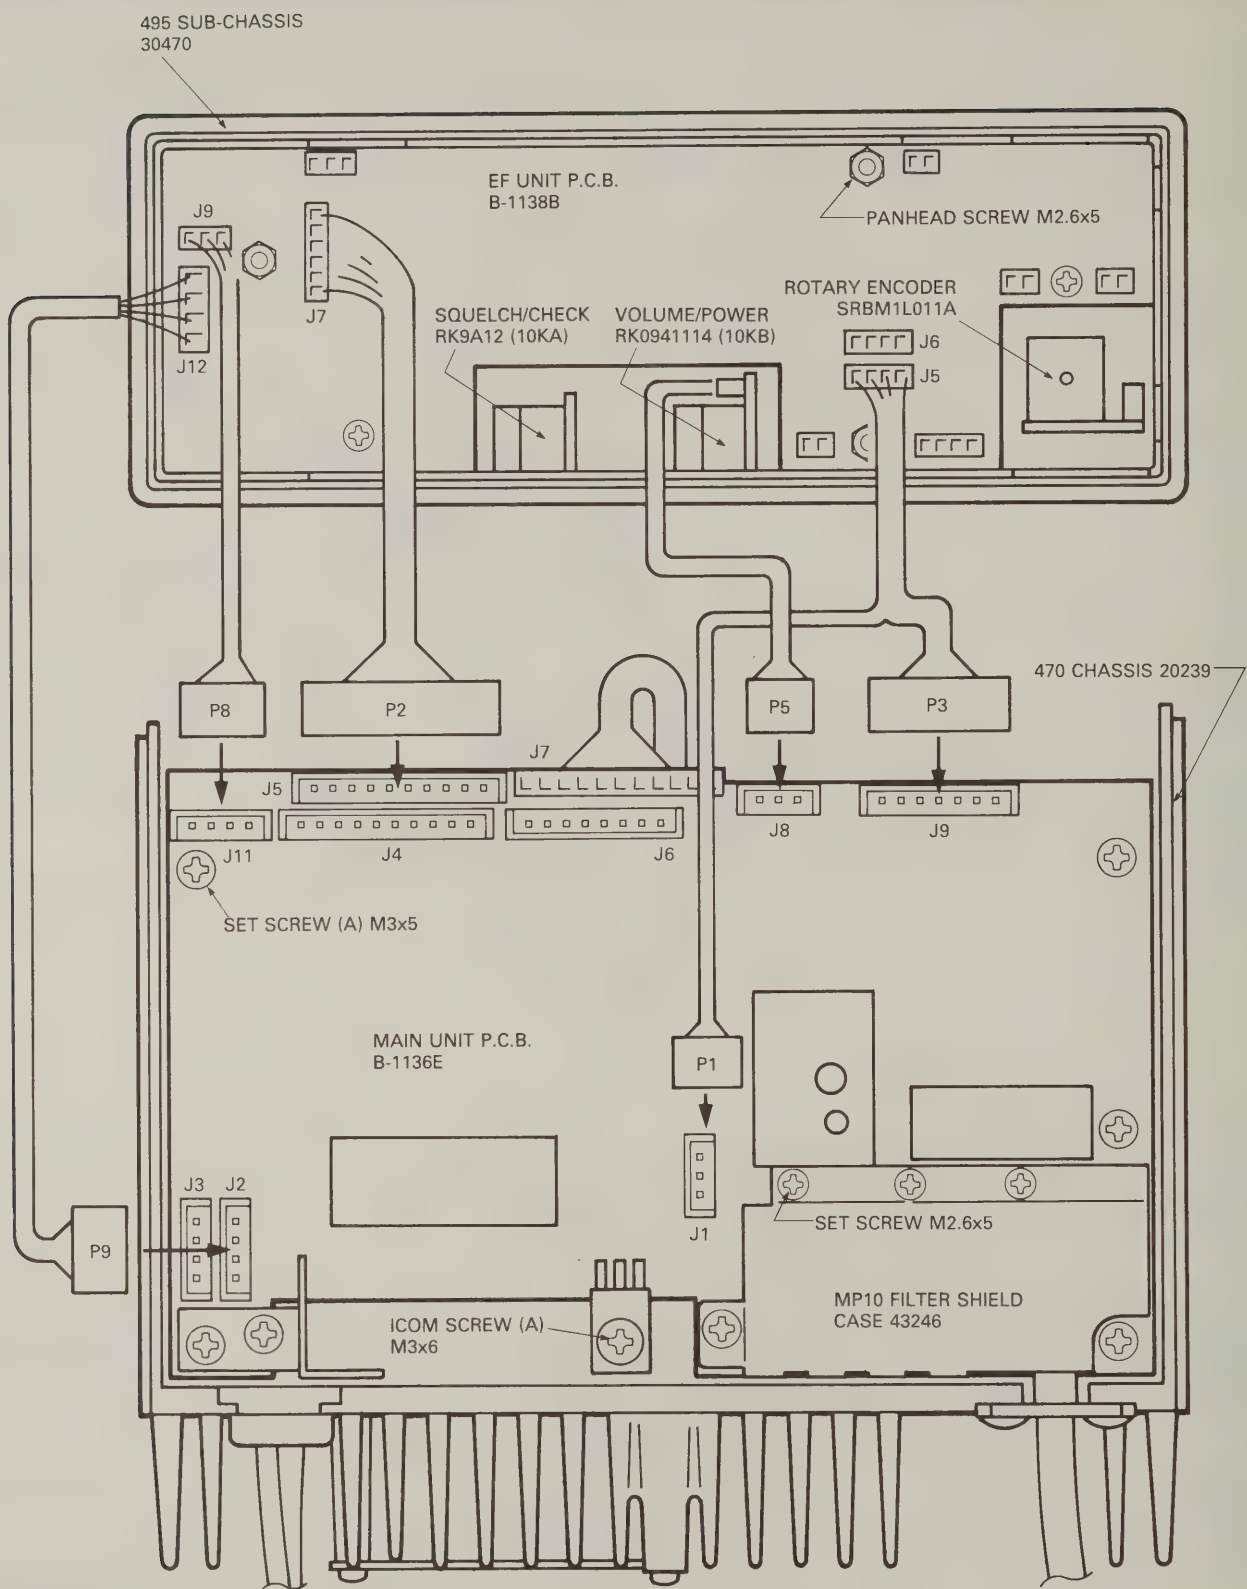 495 SUB-CHASSIS
30470
EF UNIT P.C.B.
B-1138B
PANHEAD SCREW M2.6x5
J9
J7
J12
SQUELCH/CHECK
RK9A12 (10KA)
VOLUME/POWER
RK0941114 (10KB)
ROTARY ENCODER
SRBM1L011A
J6
J5
470 CHASSIS 20239
P8
P2
P5
P3
J7
J5
J11
J4
J6
J8
J9
SET SCREW (A) M3x5
MAIN UNIT P.C.B.
B-1136E
P1
J1
J3
J2
SET SCREW M2.6x5
P9
ICOM SCREW (A)
M3x6
MP10 FILTER SHIELD
CASE 43246